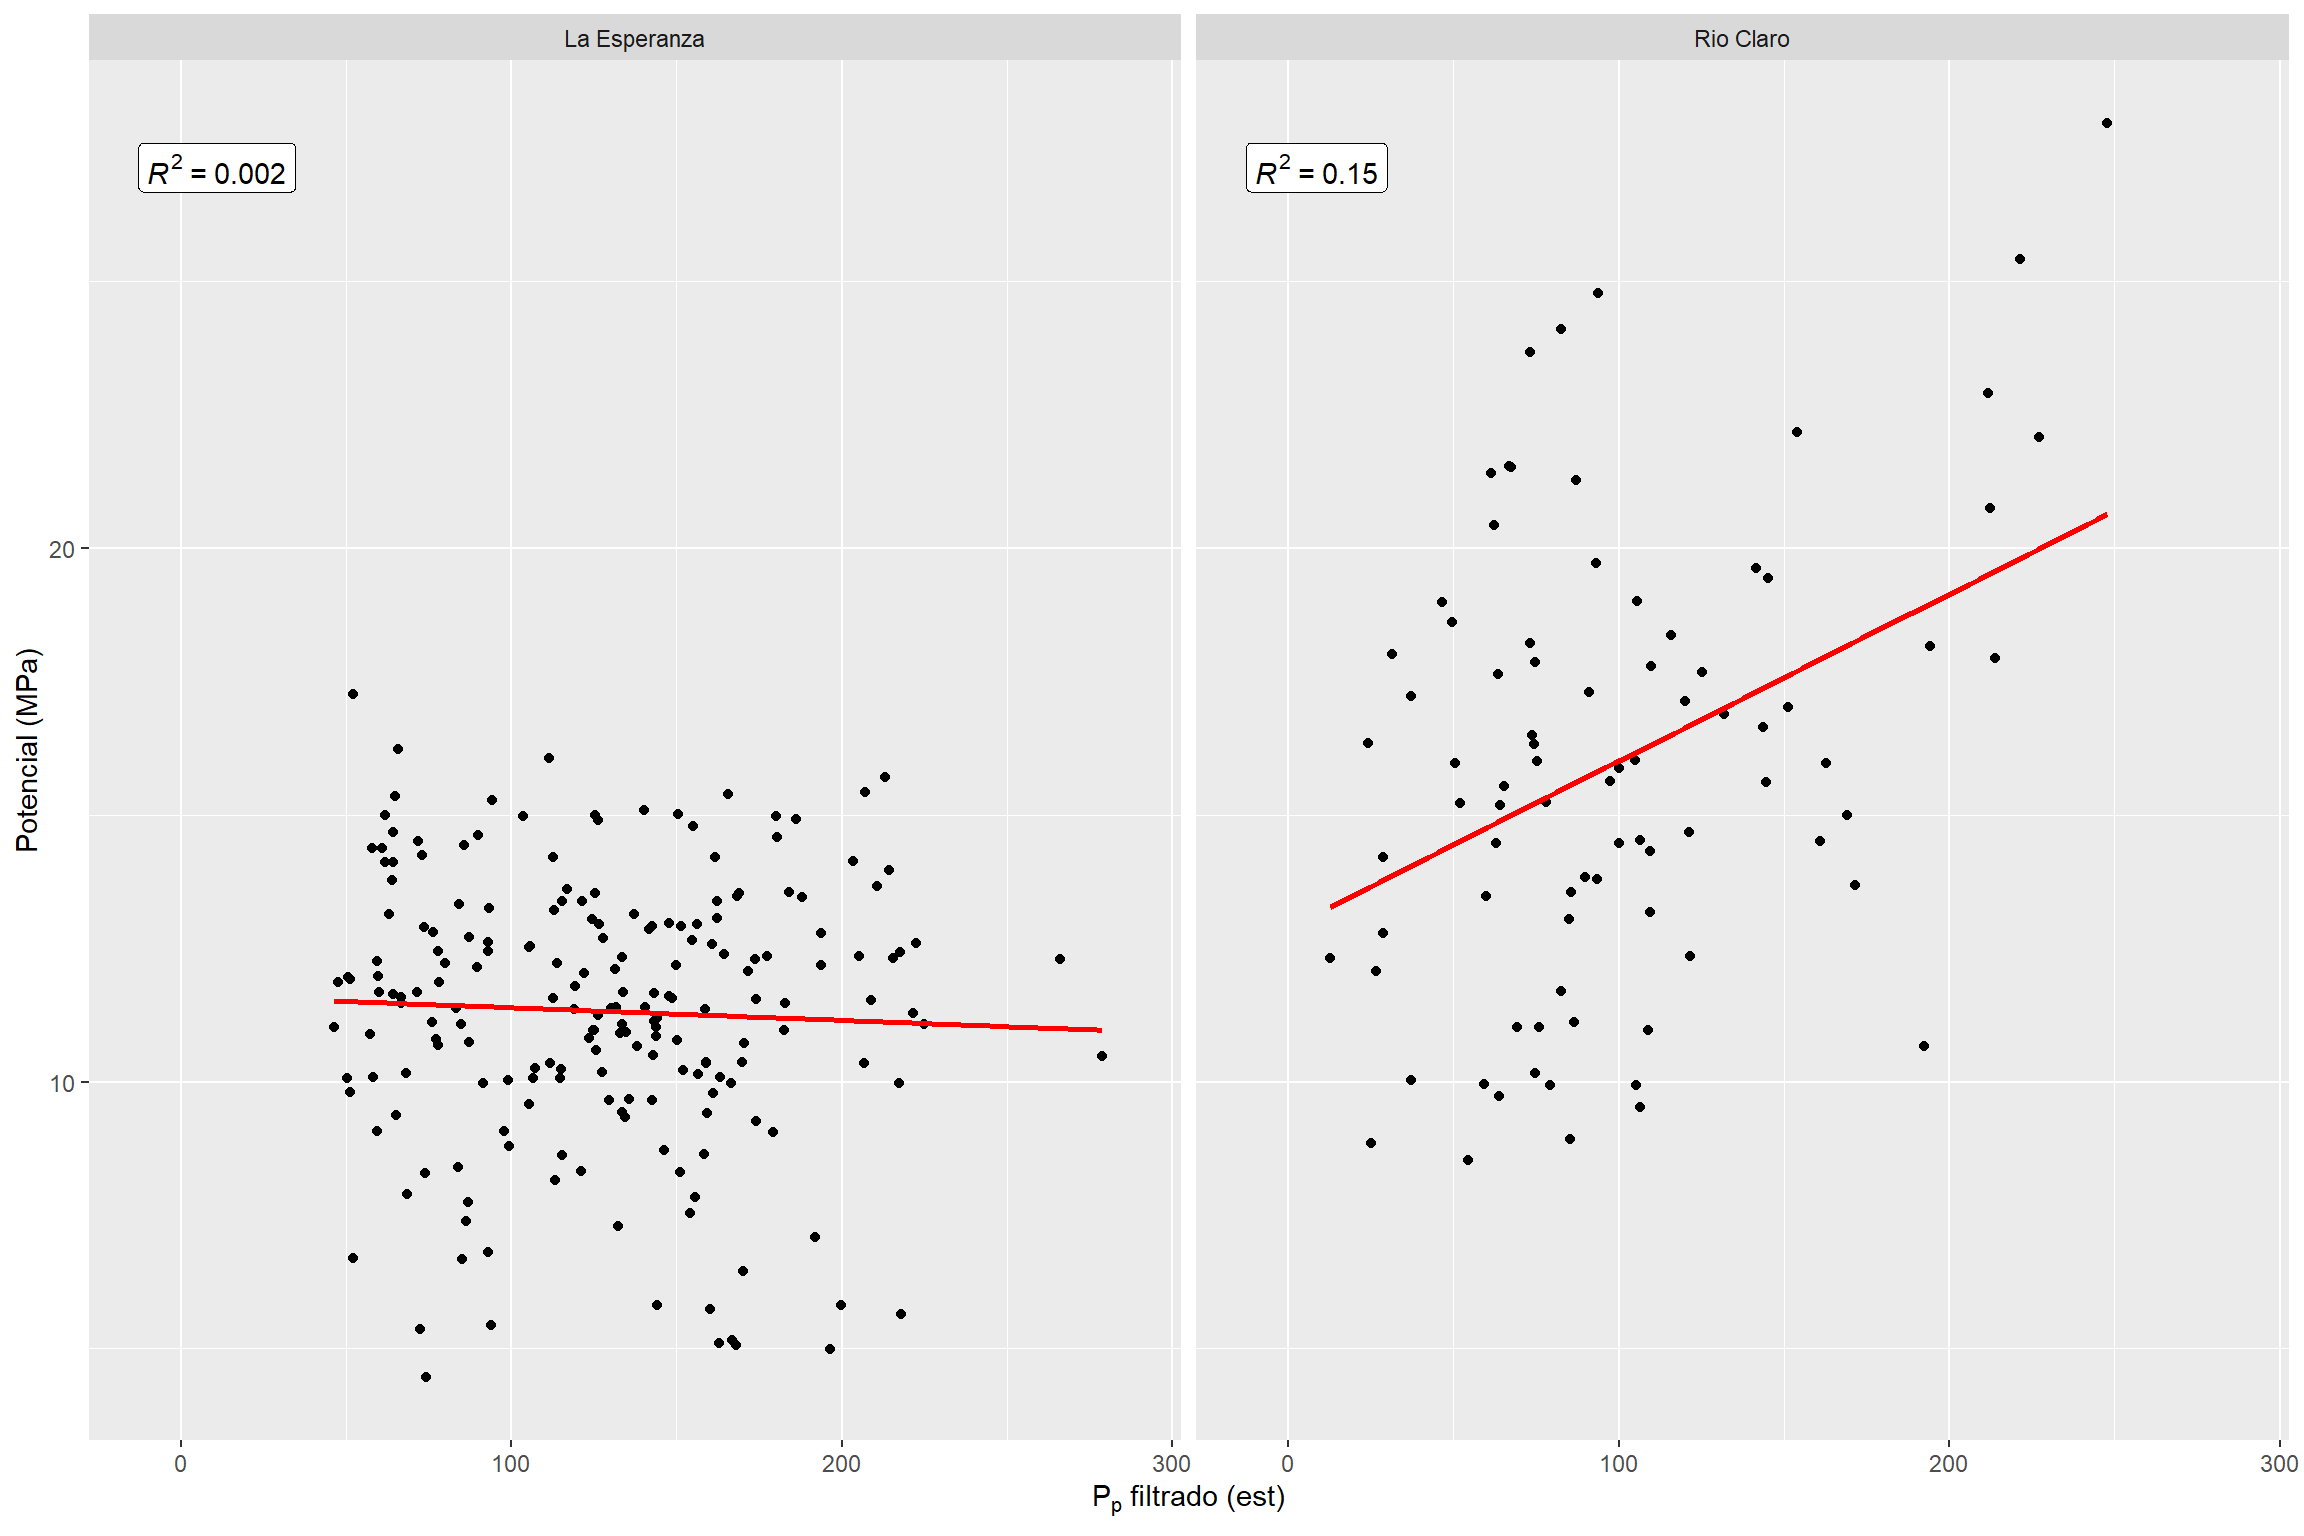 La Esperanza
Rio Claro
R² = 0.002
R² = 0.15
Potencial (MPa)
20
10
0 100 200 300
0 100 200 300
Pₚ filtrado (est)